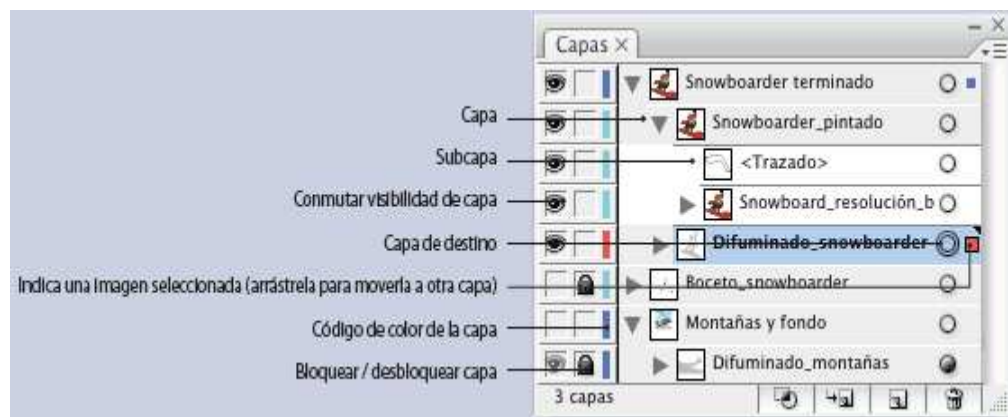 Capas
Snowboarder terminado
Capa
Snowboarder_pintado
Subcapa
<Trazado>
Conmutar visibilidad de capa
Snowboard_resolución_b
Capa de destino
Difuminado_snowboarder
Indica una imagen seleccionada (arrástrela para moverla a otra capa)
Boceto_snowboarder
Código de color de la capa
Montañas y fondo
Bloquear / desbloquear capa
Difuminado_montañas
3 capas